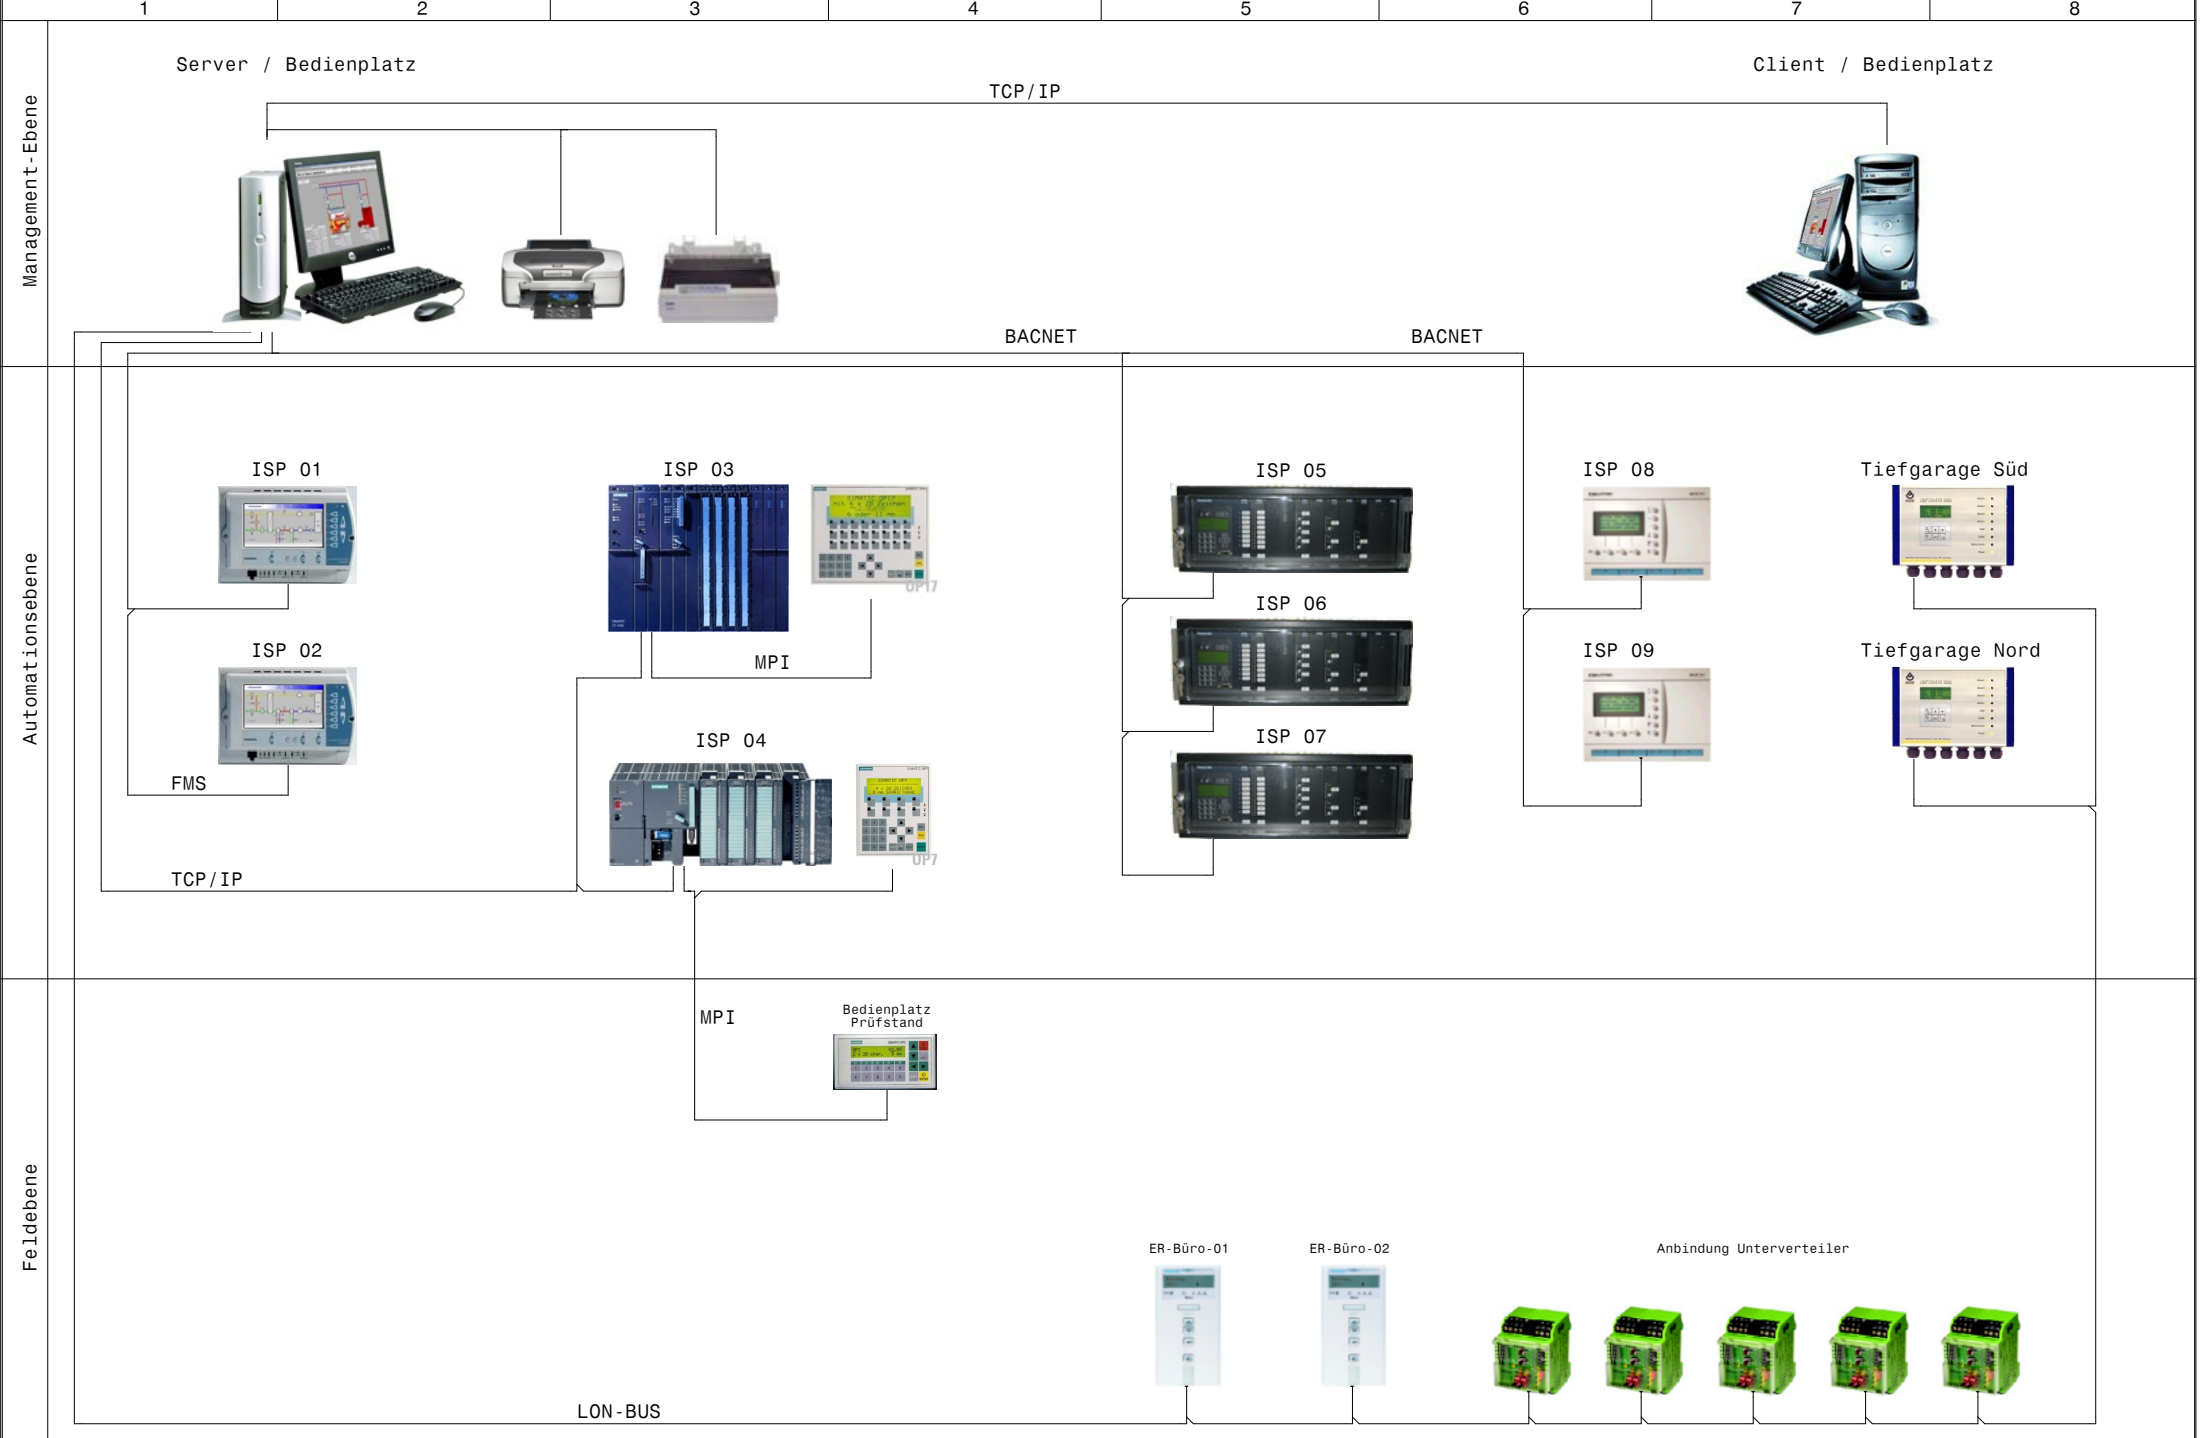 1 2 3 4 5 6 7 8
Management-Ebene
Server / Bedienplatz
Client / Bedienplatz
TCP/IP
BACNET
BACNET
Automationsebene
ISP 01
ISP 03
ISP 05
ISP 08
Tiefgarage Süd
OP17
ISP 06
ISP 02
MPI
ISP 09
Tiefgarage Nord
ISP 04
ISP 07
FMS
OP7
TCP/IP
Feldebene
MPI
Bedienplatz
Prüfstand
ER-Büro-01
ER-Büro-02
Anbindung Unterverteiler
LON-BUS